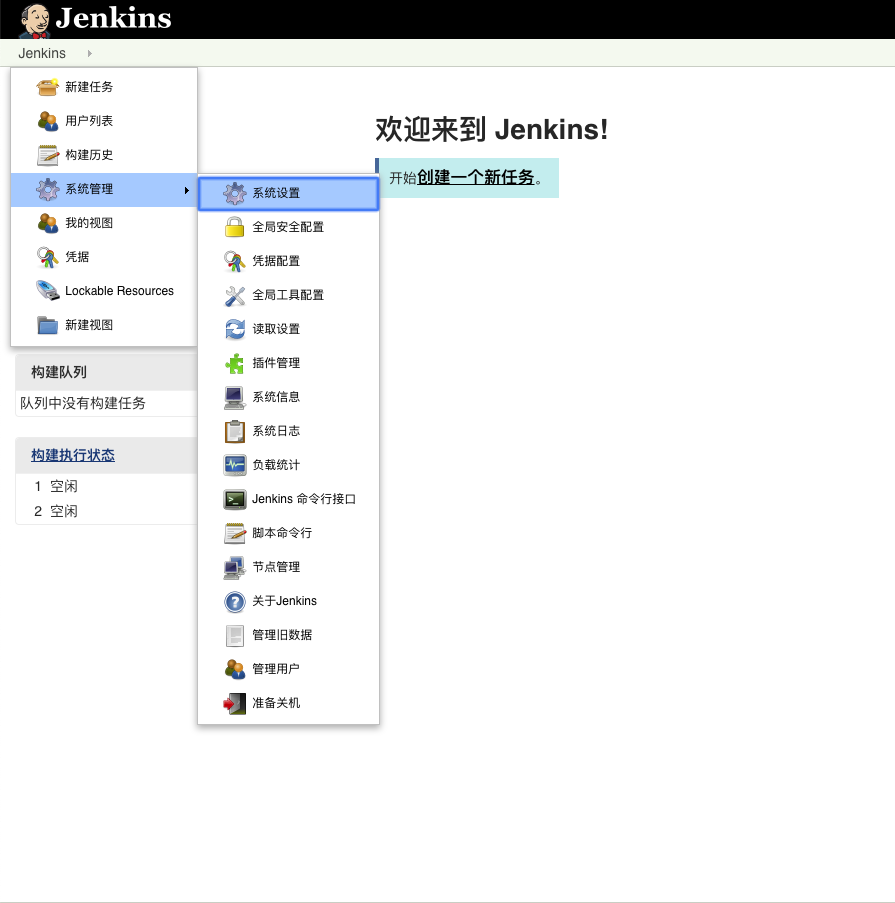 Jenkins
Jenkins
新建任务
用户列表
构建历史
系统管理
我的视图
凭据
Lockable Resources
新建视图
构建队列
队列中没有构建任务
构建执行状态
1 空闲
2 空闲
系统设置
全局安全配置
凭据配置
全局工具配置
读取设置
插件管理
系统信息
系统日志
负载统计
Jenkins 命令行接口
脚本命令行
节点管理
关于Jenkins
管理旧数据
管理用户
准备关机
欢迎来到 Jenkins!
开始创建一个新任务。